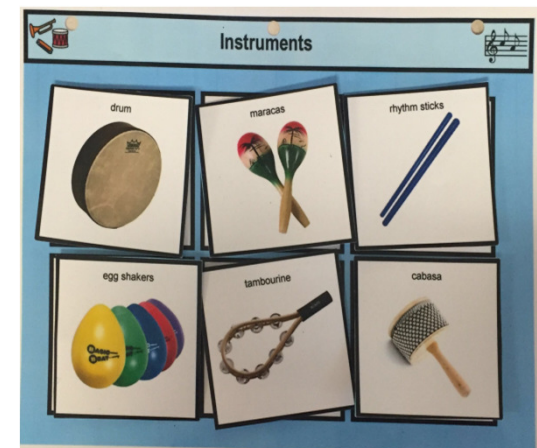 Instruments
drum
maracas
rhythm sticks
egg shakers
tambourine
cabasa